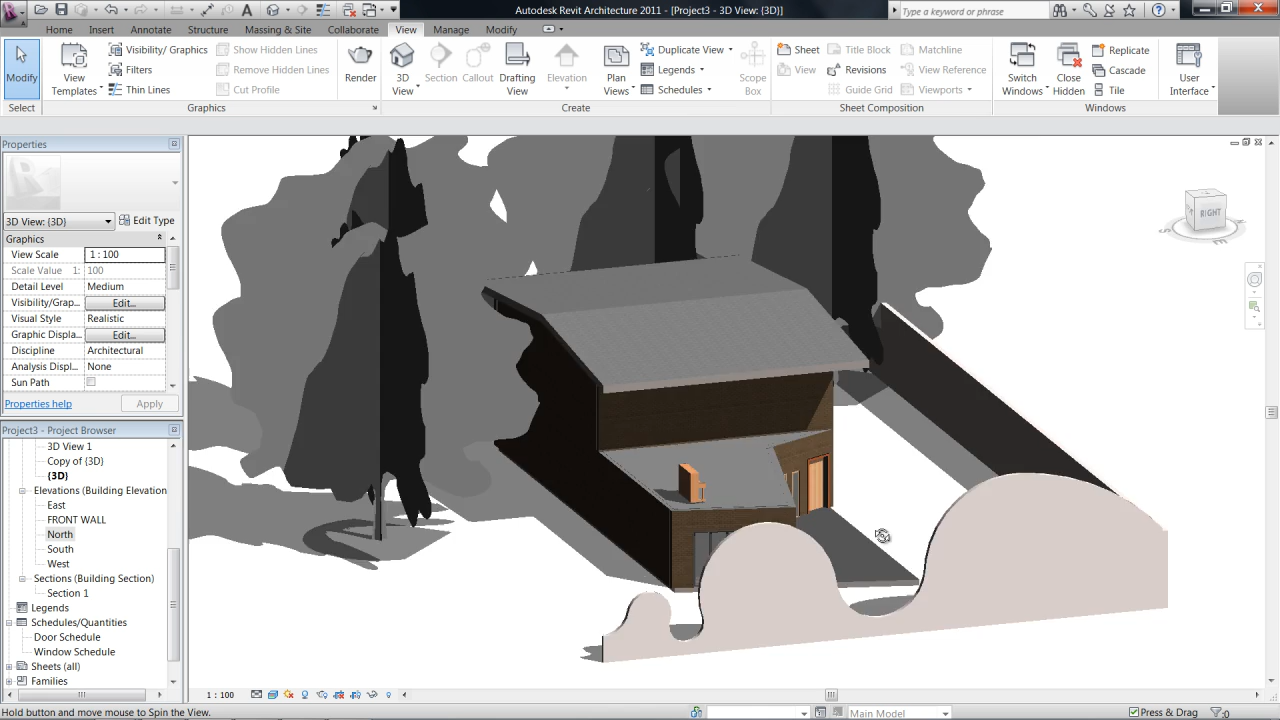 Autodesk Revit Architecture 2011 - [Project3 - 3D View: {3D}]
Type a keyword or phrase
Home Insert Annotate Structure Massing & Site Collaborate View Manage Modify
Modify
View Templates
Visibility/ Graphics
Filters
Thin Lines
Show Hidden Lines
Remove Hidden Lines
Cut Profile
Render
3D View
Section
Callout
Drafting View
Elevation
Plan Views
Duplicate View
Legends
Schedules
Scope Box
Sheet
View
Title Block
Revisions
Guide Grid
Matchline
View Reference
Viewports
Switch Windows
Close Hidden
Replicate
Cascade
Tile
User Interface
Select Graphics Create Sheet Composition Windows
Properties
3D View: {3D} Edit Type
Graphics
View Scale 1 : 100
Scale Value 1: 100
Detail Level Medium
Visibility/Grap... Edit...
Visual Style Realistic
Graphic Displa... Edit...
Discipline Architectural
Analysis Displ... None
Sun Path
Properties help Apply
Project3 - Project Browser
3D View 1
Copy of {3D}
{3D}
Elevations (Building Elevation
East
FRONT WALL
North
South
West
Sections (Building Section)
Section 1
Legends
Schedules/Quantities
Door Schedule
Window Schedule
Sheets (all)
Families
RIGHT
S
E
1 : 100
Hold button and move mouse to Spin the View.
Main Model
Press & Drag
:0